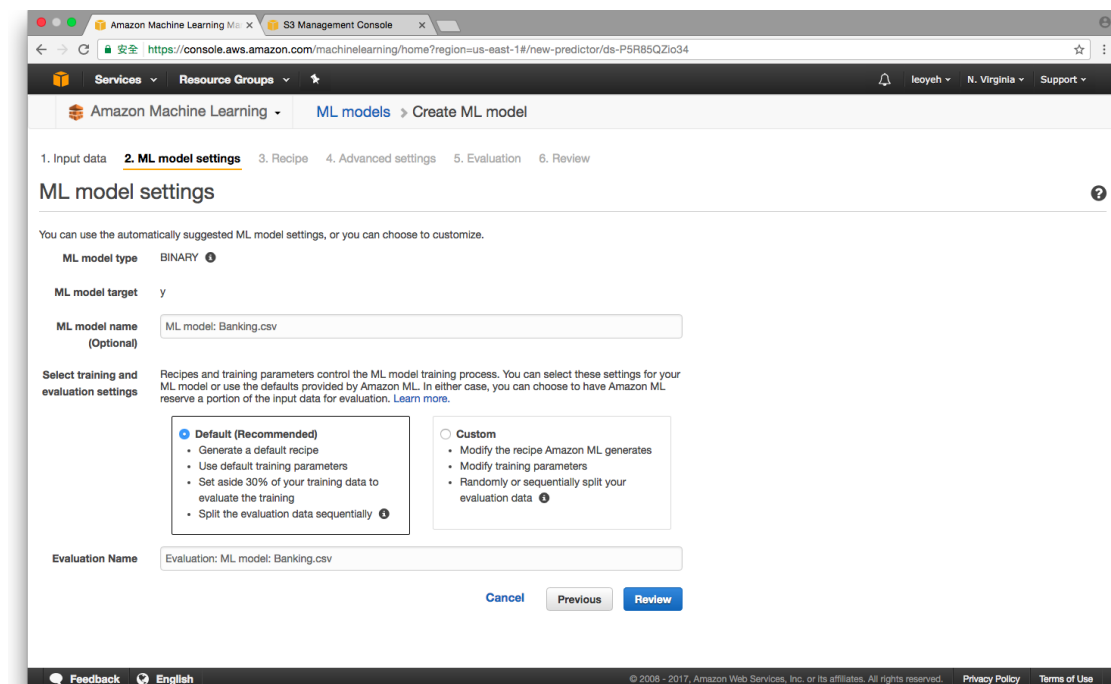 Amazon Machine Learning Ma
S3 Management Console
安全 https://console.aws.amazon.com/machinelearning/home?region=us-east-1#/new-predictor/ds-P5R85QZio34
Services Resource Groups leoyeh N. Virginia Support
Amazon Machine Learning ML models > Create ML model
1. Input data 2. ML model settings 3. Recipe 4. Advanced settings 5. Evaluation 6. Review
ML model settings
You can use the automatically suggested ML model settings, or you can choose to customize.
ML model type BINARY
ML model target y
ML model name
(Optional)
ML model: Banking.csv
Select training and
evaluation settings
Recipes and training parameters control the ML model training process. You can select these settings for your
ML model or use the defaults provided by Amazon ML. In either case, you can choose to have Amazon ML
reserve a portion of the input data for evaluation. Learn more.
Default (Recommended)
• Generate a default recipe
• Use default training parameters
• Set aside 30% of your training data to
evaluate the training
• Split the evaluation data sequentially
Custom
• Modify the recipe Amazon ML generates
• Modify training parameters
• Randomly or sequentially split your
evaluation data
Evaluation Name Evaluation: ML model: Banking.csv
Cancel Previous Review
Feedback English © 2008 - 2017, Amazon Web Services, Inc. or its affiliates. All rights reserved. Privacy Policy Terms of Use